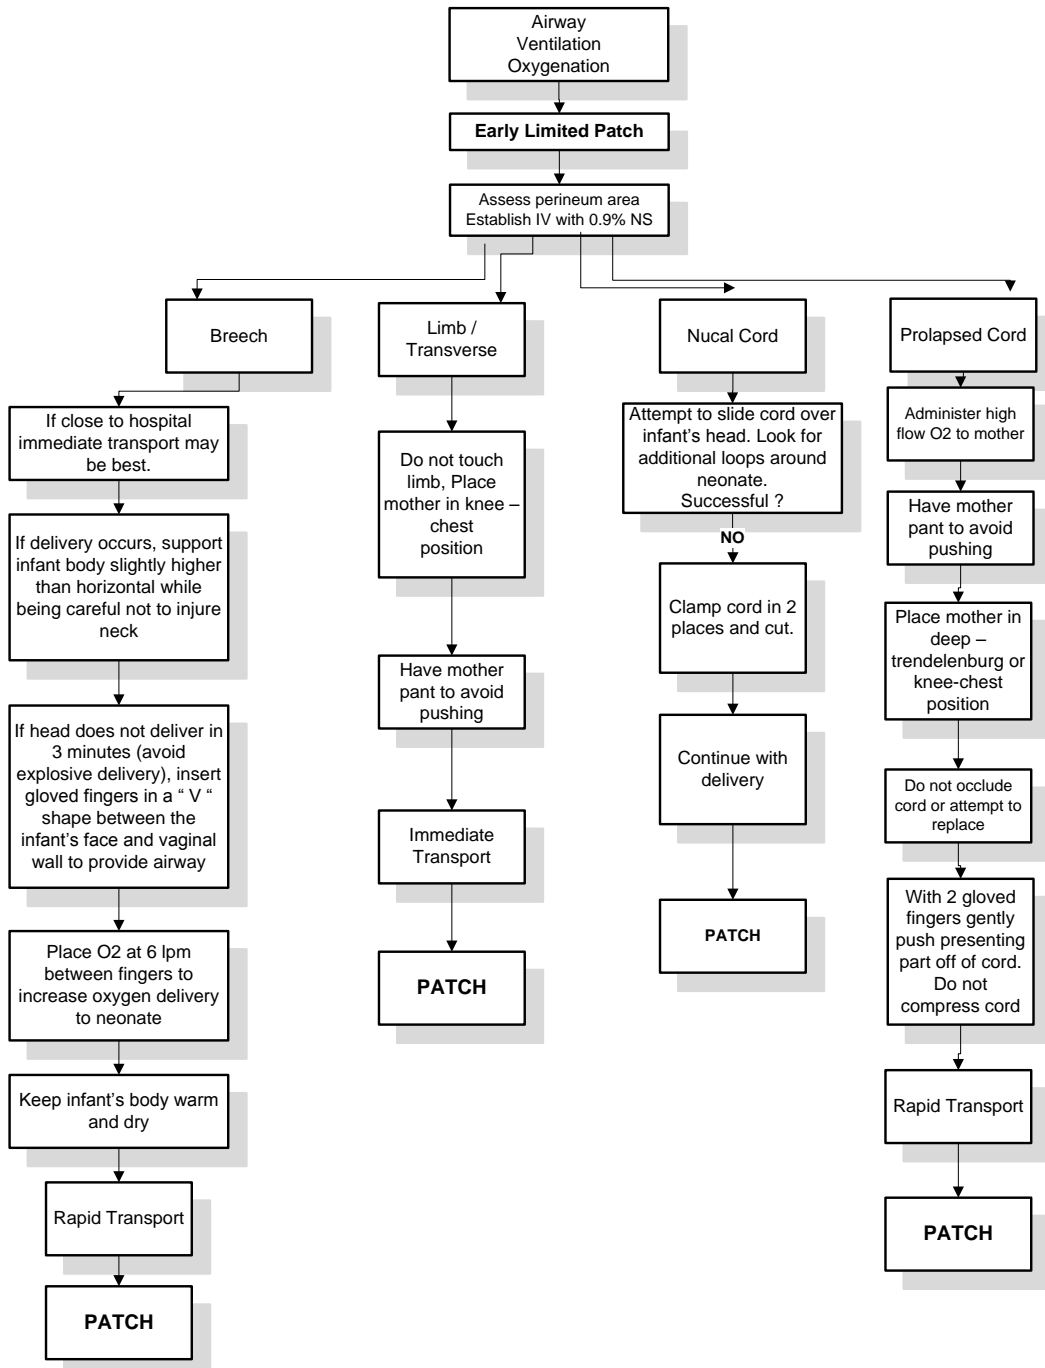 Airway
Ventilation
Oxygenation
Early Limited Patch
Assess perineum area
Establish IV with 0.9% NS
Breech
If close to hospital
immediate transport may
be best.
If delivery occurs, support
infant body slightly higher
than horizontal while
being careful not to injure
neck
If head does not deliver in
3 minutes (avoid
explosive delivery), insert
gloved fingers in a “ V “
shape between the
infant’s face and vaginal
wall to provide airway
Place O2 at 6 lpm
between fingers to
increase oxygen delivery
to neonate
Keep infant’s body warm
and dry
Rapid Transport
PATCH
Limb /
Transverse
Do not touch
limb, Place
mother in knee –
chest
position
Have mother
pant to avoid
pushing
Immediate
Transport
PATCH
Nucal Cord
Attempt to slide cord over
infant’s head. Look for
additional loops around
neonate.
Successful ?
NO
Clamp cord in 2
places and cut.
Continue with
delivery
PATCH
Prolapsed Cord
Administer high
flow O2 to mother
Have mother
pant to avoid
pushing
Place mother in
deep –
trendelenburg or
knee-chest
position
Do not occlude
cord or attempt to
replace
With 2 gloved
fingers gently
push presenting
part off of cord.
Do not
compress cord
Rapid Transport
PATCH